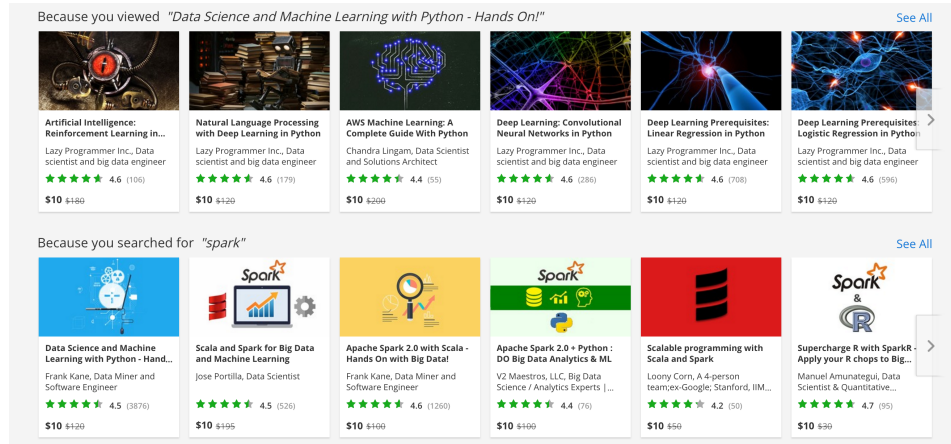 Because you viewed "Data Science and Machine Learning with Python - Hands On!"
See All
Artificial Intelligence:
Reinforcement Learning in...
Lazy Programmer Inc., Data
scientist and big data engineer
4.6 (106)
$10 $180
Natural Language Processing
with Deep Learning in Python
Lazy Programmer Inc., Data
scientist and big data engineer
4.6 (179)
$10 $120
AWS Machine Learning: A
Complete Guide With Python
Chandra Lingam, Data Scientist
and Solutions Architect
4.4 (55)
$10 $200
Deep Learning: Convolutional
Neural Networks in Python
Lazy Programmer Inc., Data
scientist and big data engineer
4.6 (286)
$10 $120
Deep Learning Prerequisites:
Linear Regression in Python
Lazy Programmer Inc., Data
scientist and big data engineer
4.6 (708)
$10 $120
Deep Learning Prerequisites:
Logistic Regression in Python
Lazy Programmer Inc., Data
scientist and big data engineer
4.6 (596)
$10 $120
Because you searched for "spark"
See All
Data Science and Machine
Learning with Python - Hand...
Frank Kane, Data Miner and
Software Engineer
4.5 (3876)
$10 $120
Spark
Scala and Spark for Big Data
and Machine Learning
Jose Portilla, Data Scientist
4.5 (526)
$10 $195
Apache Spark 2.0 with Scala -
Hands On with Big Data!
Frank Kane, Data Miner and
Software Engineer
4.6 (1260)
$10 $100
Spark
Apache Spark 2.0 + Python :
DO Big Data Analytics & ML
V2 Maestros, LLC, Big Data
Science / Analytics Experts |...
4.4 (76)
$10 $100
Scalable programming with
Scala and Spark
Loony Corn, A 4-person
team;ex-Google; Stanford, IIM...
4.2 (50)
$10 $50
Spark
&
R
Supercharge R with SparkR -
Apply your R chops to Big...
Manuel Amunategui, Data
Scientist & Quantitative...
4.7 (95)
$10 $30